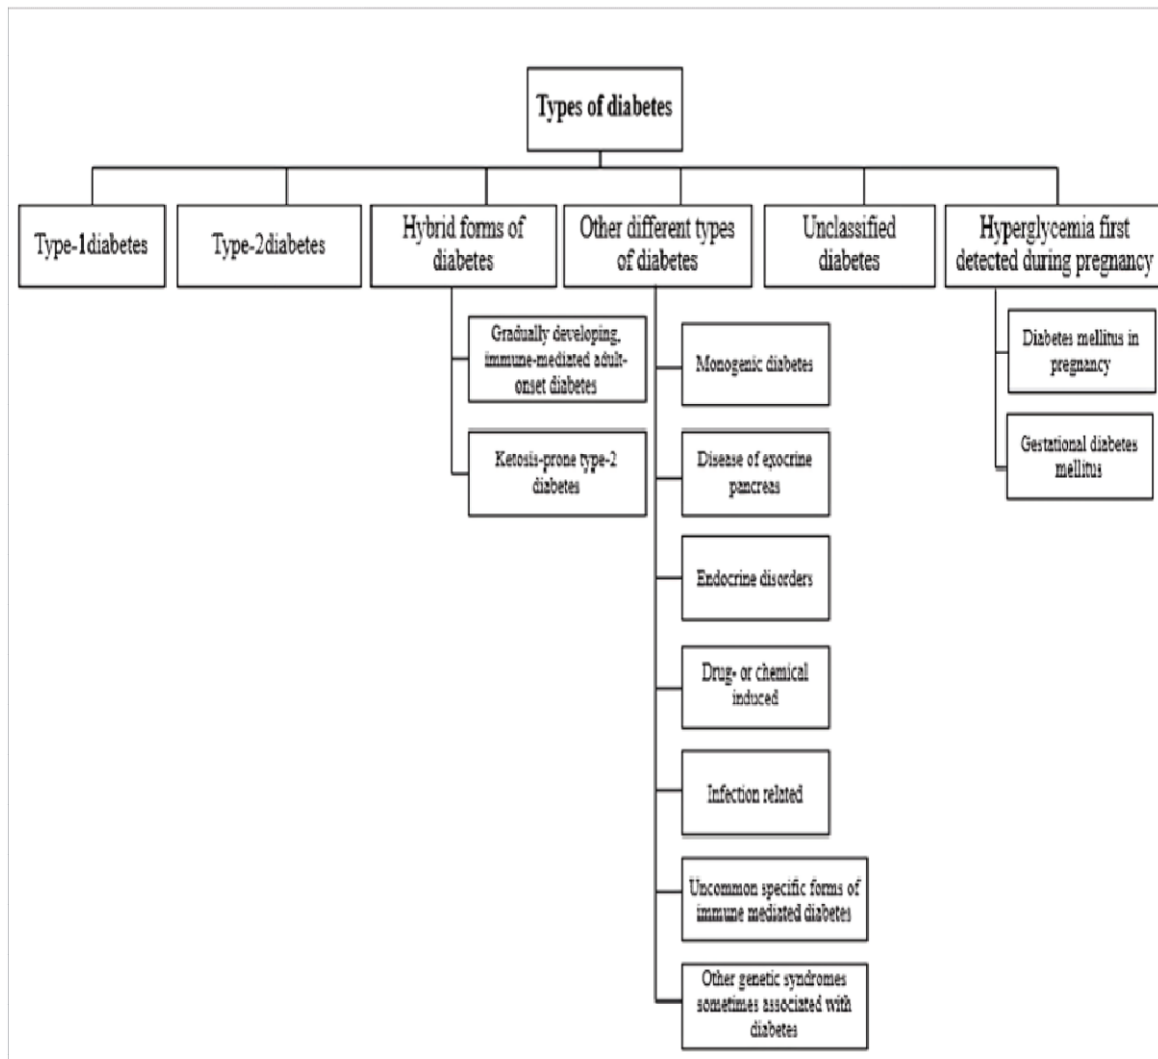 Types of diabetes
Type-1diabetes
Type-2diabetes
Hybrid forms of
diabetes
Other different types
of diabetes
Unclassified
diabetes
Hyperglycemia first
detected during pregnancy
Gradually developing,
immune-mediated adult-
onset diabetes
Ketosis-prone type-2
diabetes
Monogenic diabetes
Disease of exocrine
pancreas
Endocrine disorders
Drug- or chemical
induced
Infection related
Uncommon specific forms of
immune mediated diabetes
Other genetic syndromes
sometimes associated with
diabetes
Diabetes mellitus in
pregnancy
Gestational diabetes
mellitus